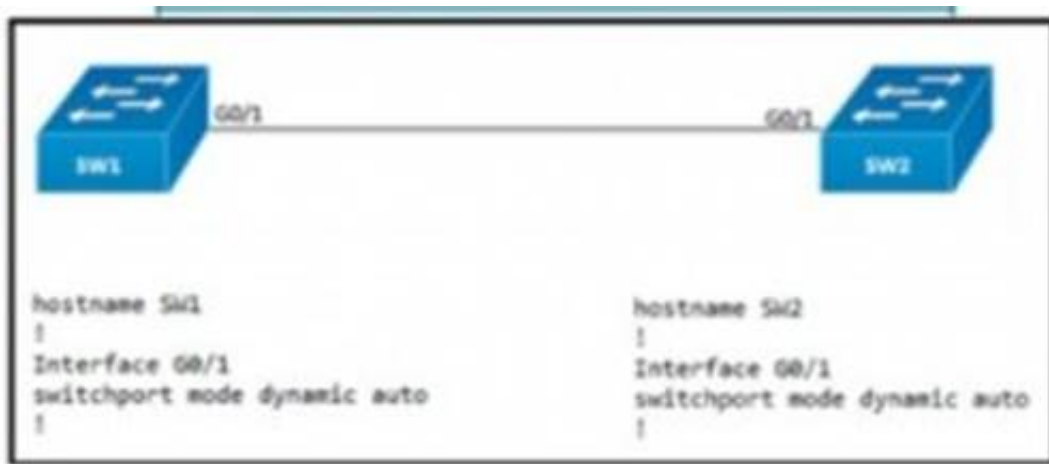 G0/1
G0/1
SW1
SW2
hostname SW1
!
Interface G0/1
switchport mode dynamic auto
!
hostname SW2
!
Interface G0/1
switchport mode dynamic auto
!